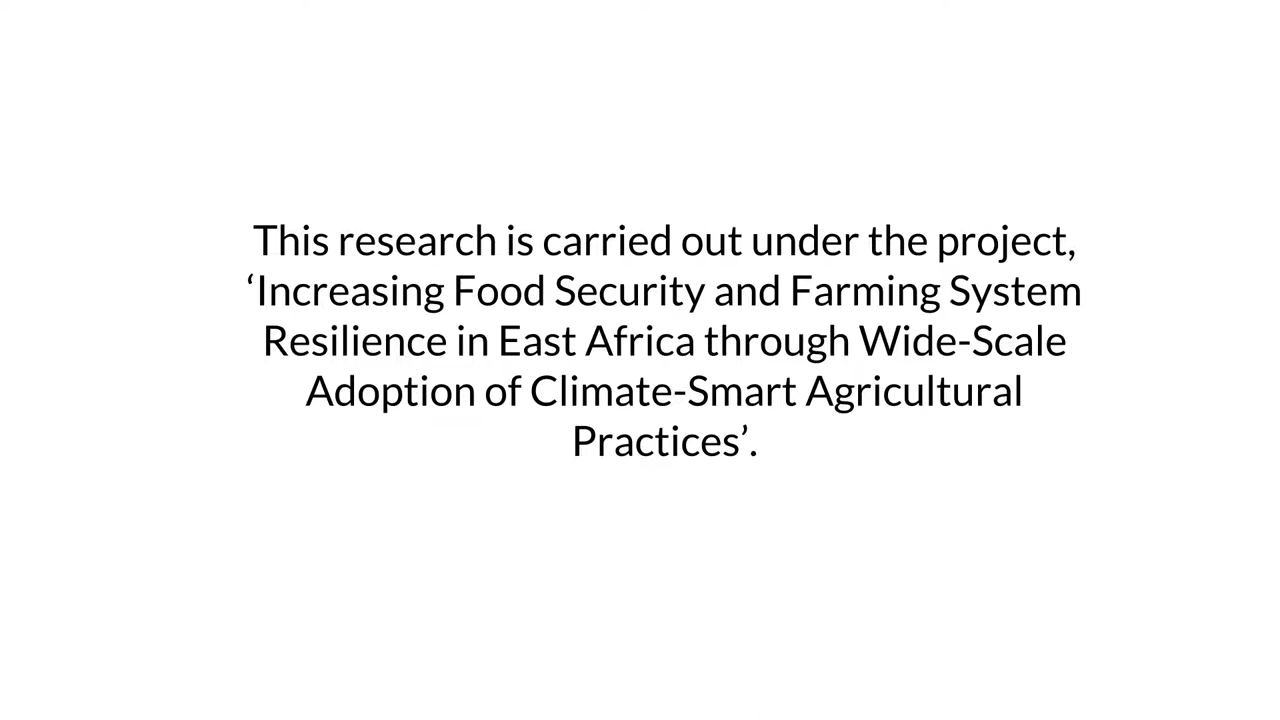 This research is carried out under the project,
‘Increasing Food Security and Farming System
Resilience in East Africa through Wide-Scale
Adoption of Climate-Smart Agricultural
Practices’.